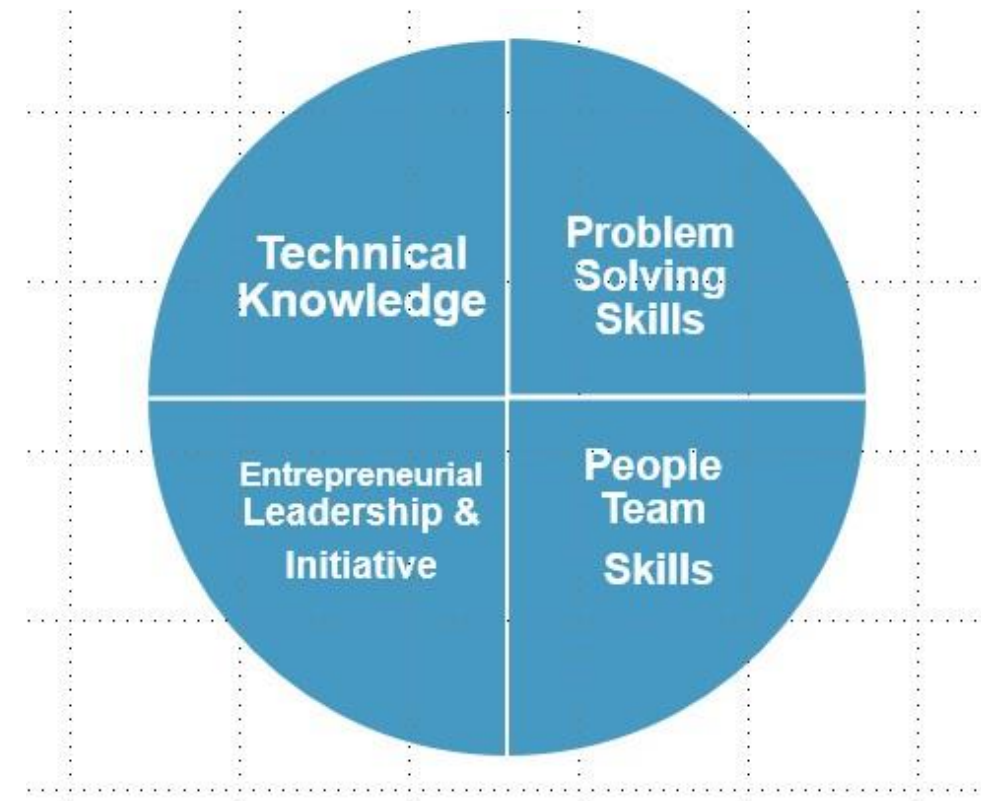 Technical
Knowledge
Problem
Solving
Skills
Entrepreneurial
Leadership &
Initiative
People
Team
Skills